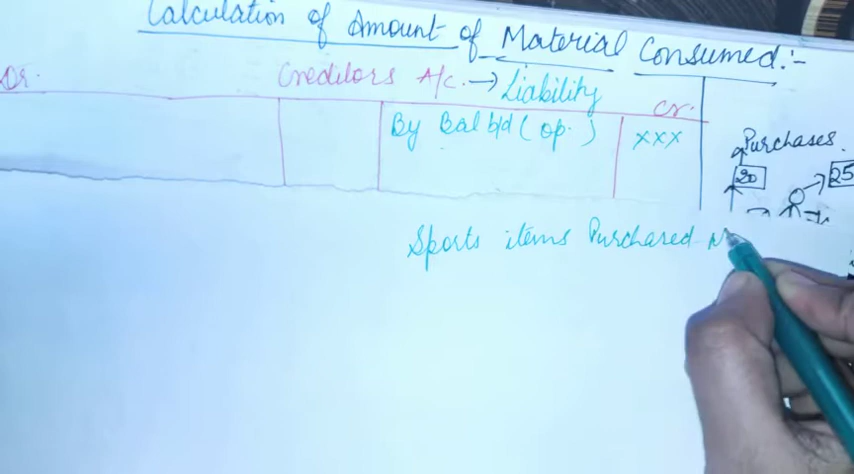 Calculation of Amount of Material Consumed:-
Dr. Creditors A/c. → Liability Cr.
By Bal b/d (op.) xxx
Purchases.
20 25
Sports items Purchased